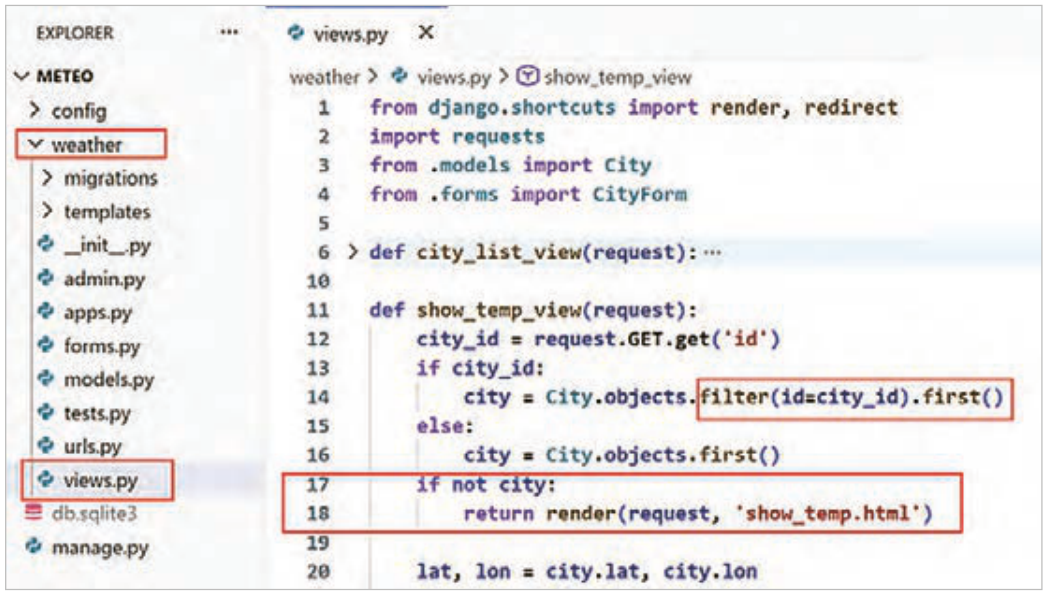 EXPLORER ...
METEO
config
weather
migrations
templates
__init__.py
admin.py
apps.py
forms.py
models.py
tests.py
urls.py
views.py
db.sqlite3
manage.py
views.py X
weather > views.py > show_temp_view
1 from django.shortcuts import render, redirect
2 import requests
3 from .models import City
4 from .forms import CityForm
5
6 > def city_list_view(request): ...
10
11 def show_temp_view(request):
12 city_id = request.GET.get('id')
13 if city_id:
14 city = City.objects.filter(id=city_id).first()
15 else:
16 city = City.objects.first()
17 if not city:
18 return render(request, 'show_temp.html')
19
20 lat, lon = city.lat, city.lon